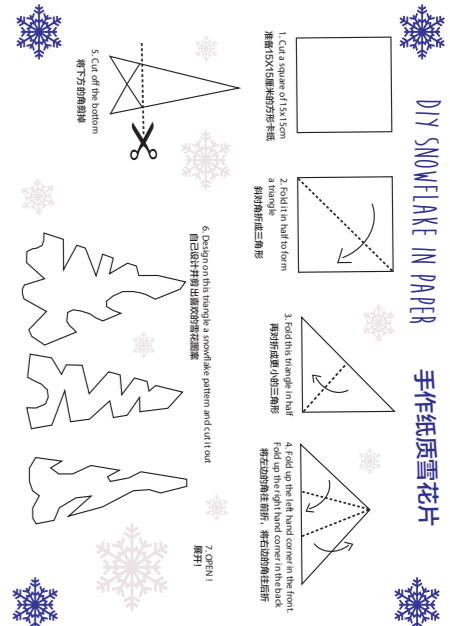 DIY SNOWFLAKE IN PAPER 手作纸质雪花片
1. Cut a square of 15x15cm
准备15X15厘米的方形卡纸
2. Fold it in half to form
a triangle
斜对角折成三角形
3. Fold this triangle in half
再对折成更小的三角形
4. Fold up the left hand corner in the front.
Fold up the right hand corner in the back
将左边的角往前折，将右边的角往后折
5. Cut off the bottom
将下方的角剪掉
6. Design on this triangle a snowflake pattern and cut it out
自己设计并剪出喜欢的雪花图案
7. OPEN !
展开!